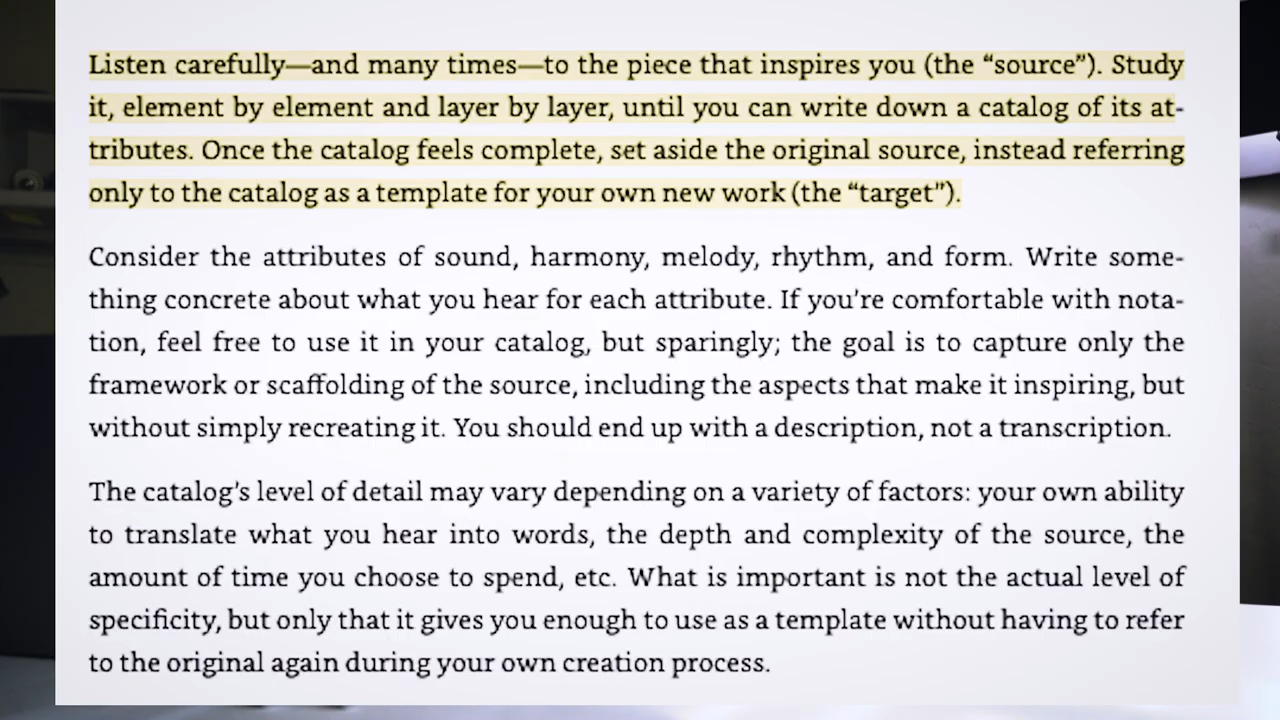 Listen carefully—and many times—to the piece that inspires you (the “source”). Study
it, element by element and layer by layer, until you can write down a catalog of its at-
tributes. Once the catalog feels complete, set aside the original source, instead referring
only to the catalog as a template for your own new work (the “target”).
Consider the attributes of sound, harmony, melody, rhythm, and form. Write some-
thing concrete about what you hear for each attribute. If you’re comfortable with nota-
tion, feel free to use it in your catalog, but sparingly; the goal is to capture only the
framework or scaffolding of the source, including the aspects that make it inspiring, but
without simply recreating it. You should end up with a description, not a transcription.
The catalog’s level of detail may vary depending on a variety of factors: your own ability
to translate what you hear into words, the depth and complexity of the source, the
amount of time you choose to spend, etc. What is important is not the actual level of
specificity, but only that it gives you enough to use as a template without having to refer
to the original again during your own creation process.